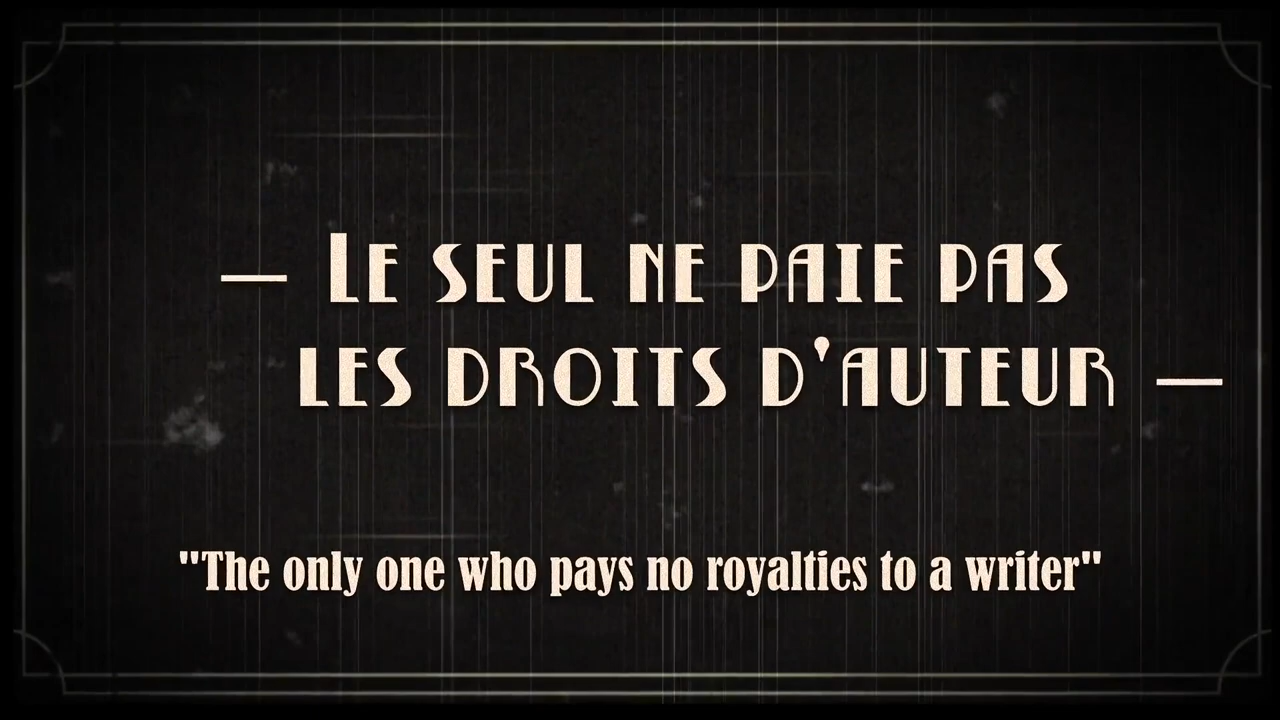 — LE SEUL NE PAIE PAS
LES DROITS D'AUTEUR —
"The only one who pays no royalties to a writer"